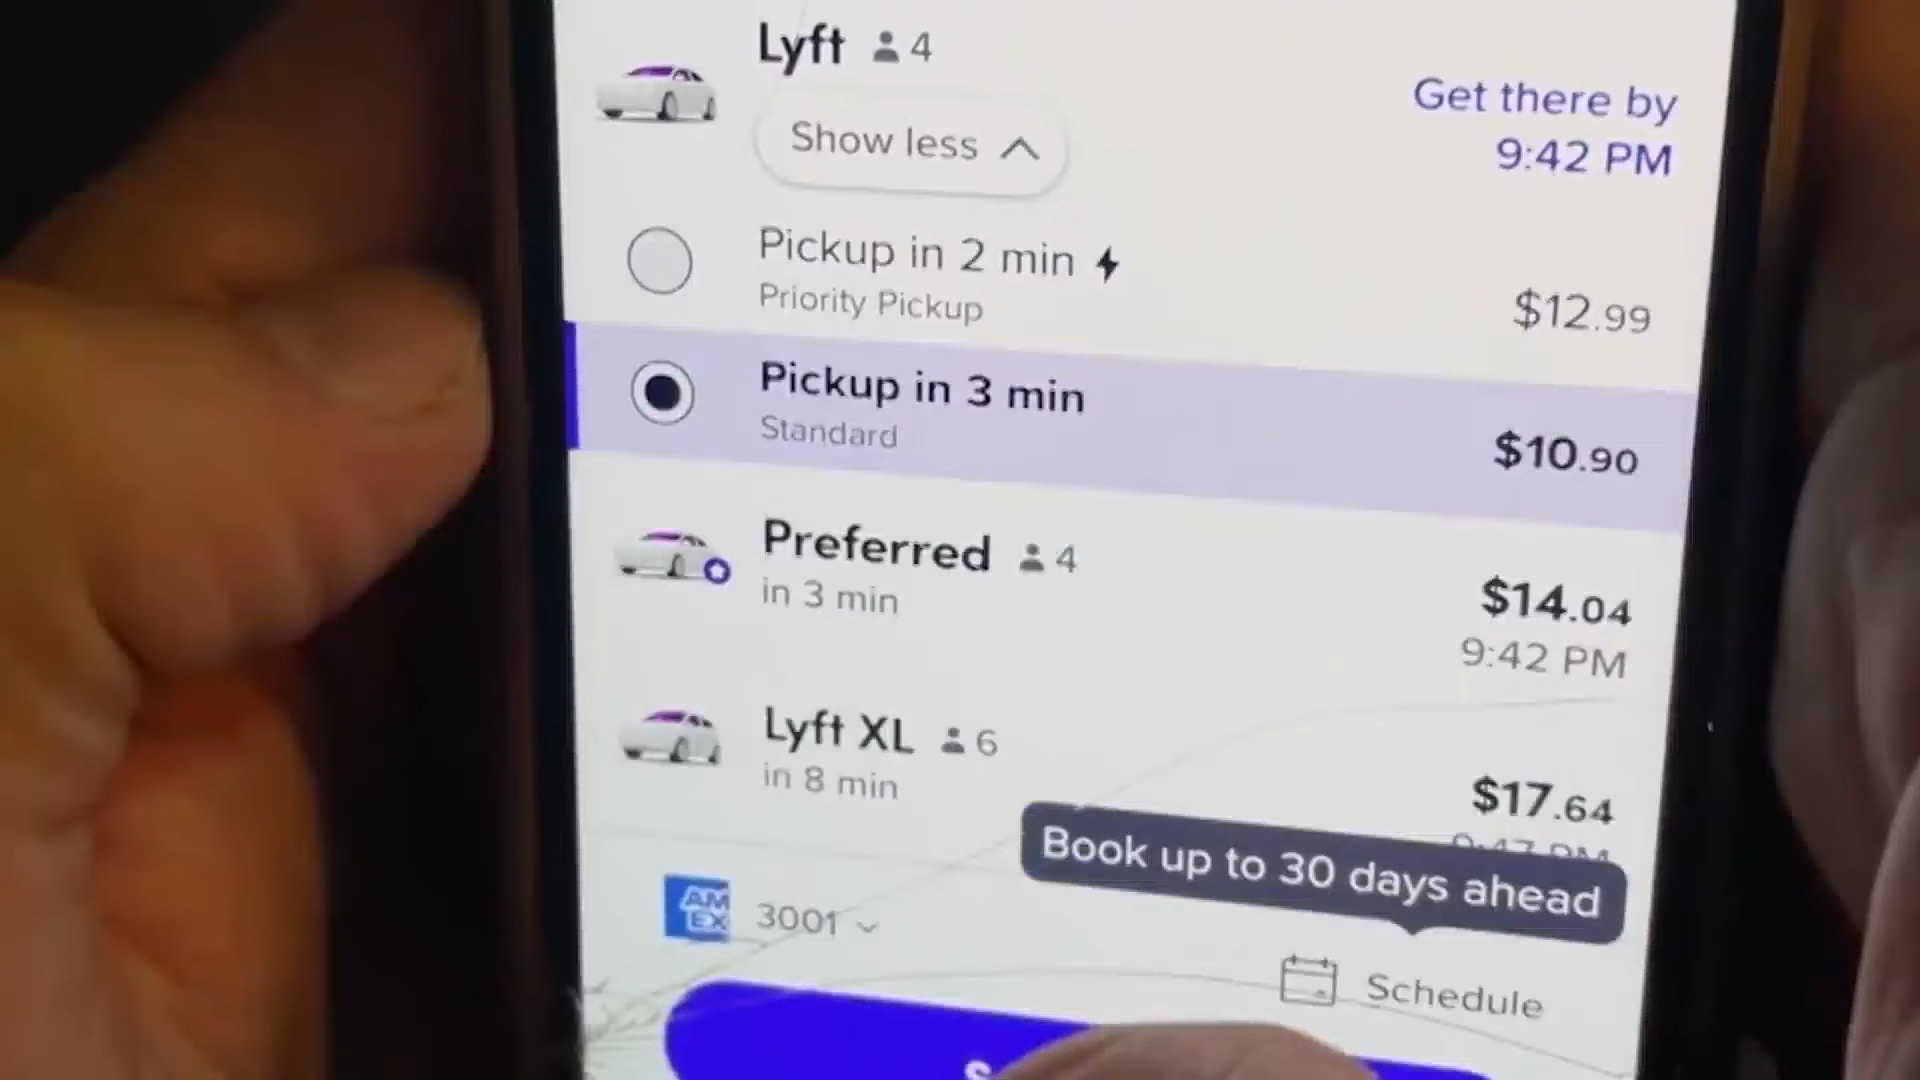 Lyft 4
Get there by
9:42 PM
Show less
Pickup in 2 min
Priority Pickup
$12.99
Pickup in 3 min
Standard
$10.90
Preferred 4
in 3 min
$14.04
9:42 PM
Lyft XL 6
in 8 min
$17.64
Book up to 30 days ahead
AM
EX
3001
Schedule